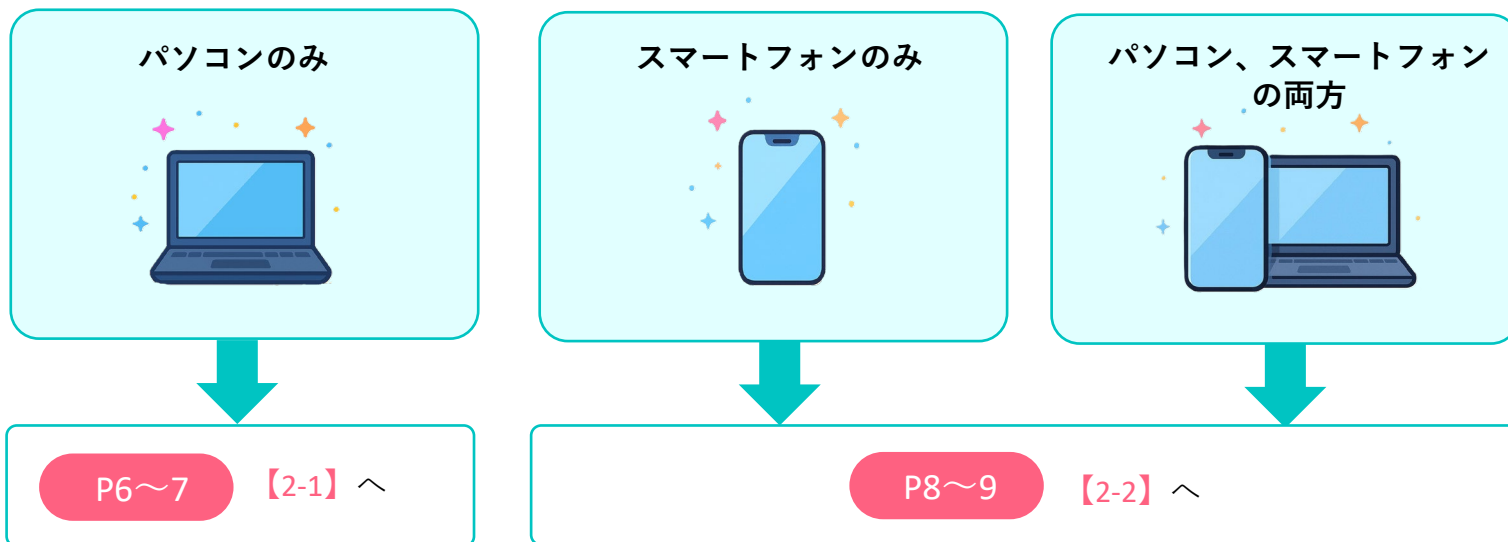 パソコンのみ
スマートフォンのみ
パソコン、スマートフォン
の両方
P6～7 【2-1】へ
P8～9 【2-2】へ